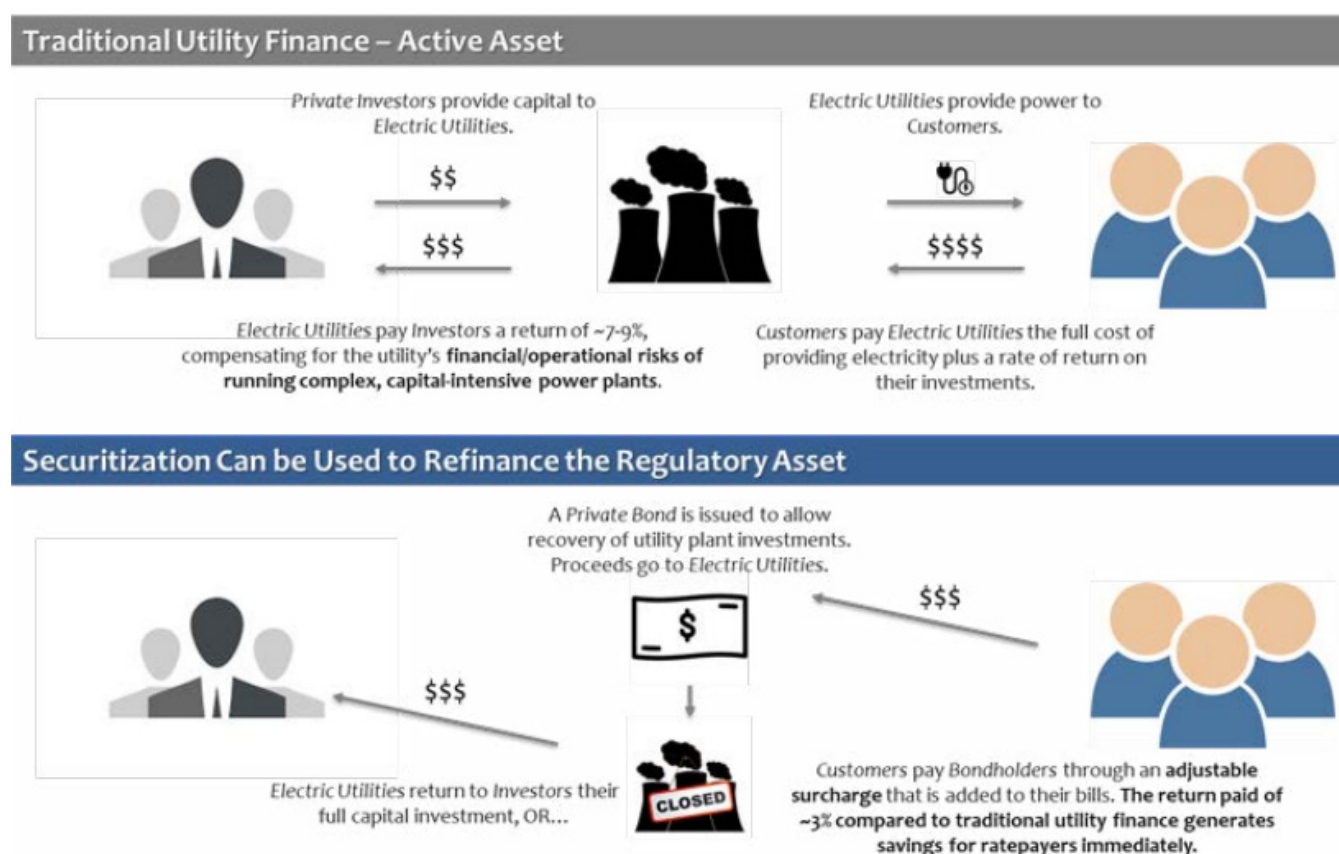 Traditional Utility Finance – Active Asset
Private Investors provide capital to
Electric Utilities.
$$
$$$
Electric Utilities pay Investors a return of ~7-9%,
compensating for the utility's financial/operational risks of
running complex, capital-intensive power plants.
Electric Utilities provide power to
Customers.
$$$$
Customers pay Electric Utilities the full cost of
providing electricity plus a rate of return on
their investments.
Securitization Can be Used to Refinance the Regulatory Asset
A Private Bond is issued to allow
recovery of utility plant investments.
Proceeds go to Electric Utilities.
$
$$$
$$$
CLOSED
Electric Utilities return to Investors their
full capital investment, OR...
Customers pay Bondholders through an adjustable
surcharge that is added to their bills. The return paid of
~3% compared to traditional utility finance generates
savings for ratepayers immediately.